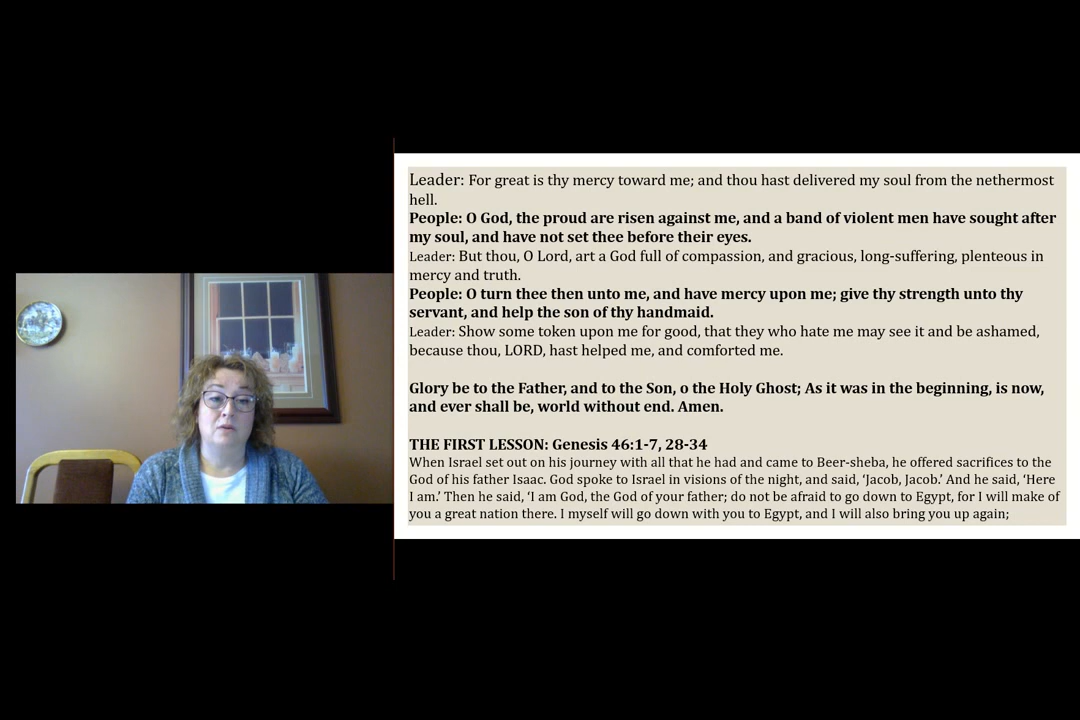 Leader: For great is thy mercy toward me; and thou hast delivered my soul from the nethermost
hell.
People: O God, the proud are risen against me, and a band of violent men have sought after
my soul, and have not set thee before their eyes.
Leader: But thou, O Lord, art a God full of compassion, and gracious, long-suffering, plenteous in
mercy and truth.
People: O turn thee then unto me, and have mercy upon me; give thy strength unto thy
servant, and help the son of thy handmaid.
Leader: Show some token upon me for good, that they who hate me may see it and be ashamed,
because thou, LORD, hast helped me, and comforted me.
Glory be to the Father, and to the Son, o the Holy Ghost; As it was in the beginning, is now,
and ever shall be, world without end. Amen.
THE FIRST LESSON: Genesis 46:1-7, 28-34
When Israel set out on his journey with all that he had and came to Beer-sheba, he offered sacrifices to the
God of his father Isaac. God spoke to Israel in visions of the night, and said, ‘Jacob, Jacob.’ And he said, ‘Here
I am.’ Then he said, ‘I am God, the God of your father; do not be afraid to go down to Egypt, for I will make of
you a great nation there. I myself will go down with you to Egypt, and I will also bring you up again;